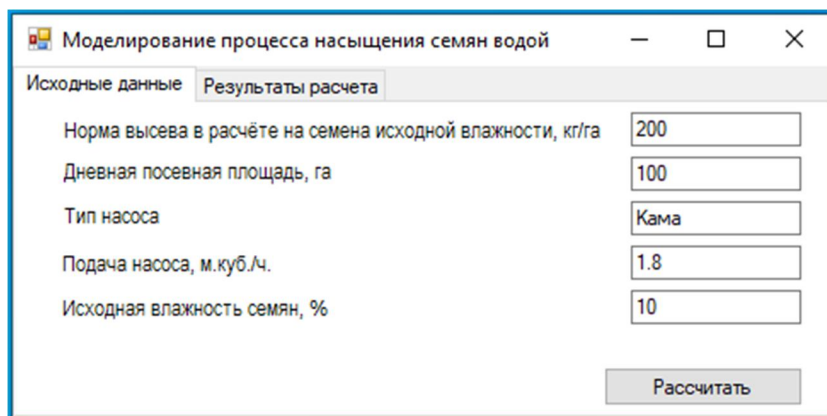 Моделирование процесса насыщения семян водой
Исходные данные Результаты расчета
Норма высева в расчёте на семена исходной влажности, кг/га 200
Дневная посевная площадь, га 100
Тип насоса Кама
Подача насоса, м.куб./ч. 1.8
Исходная влажность семян, % 10
Рассчитать